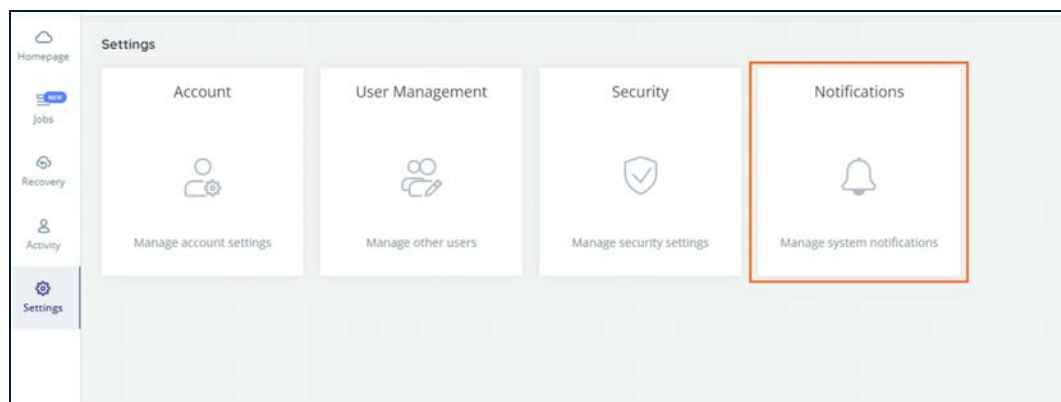 Homepage
NEW
Jobs
Recovery
Activity
Settings
Settings
Account
Manage account settings
User Management
Manage other users
Security
Manage security settings
Notifications
Manage system notifications